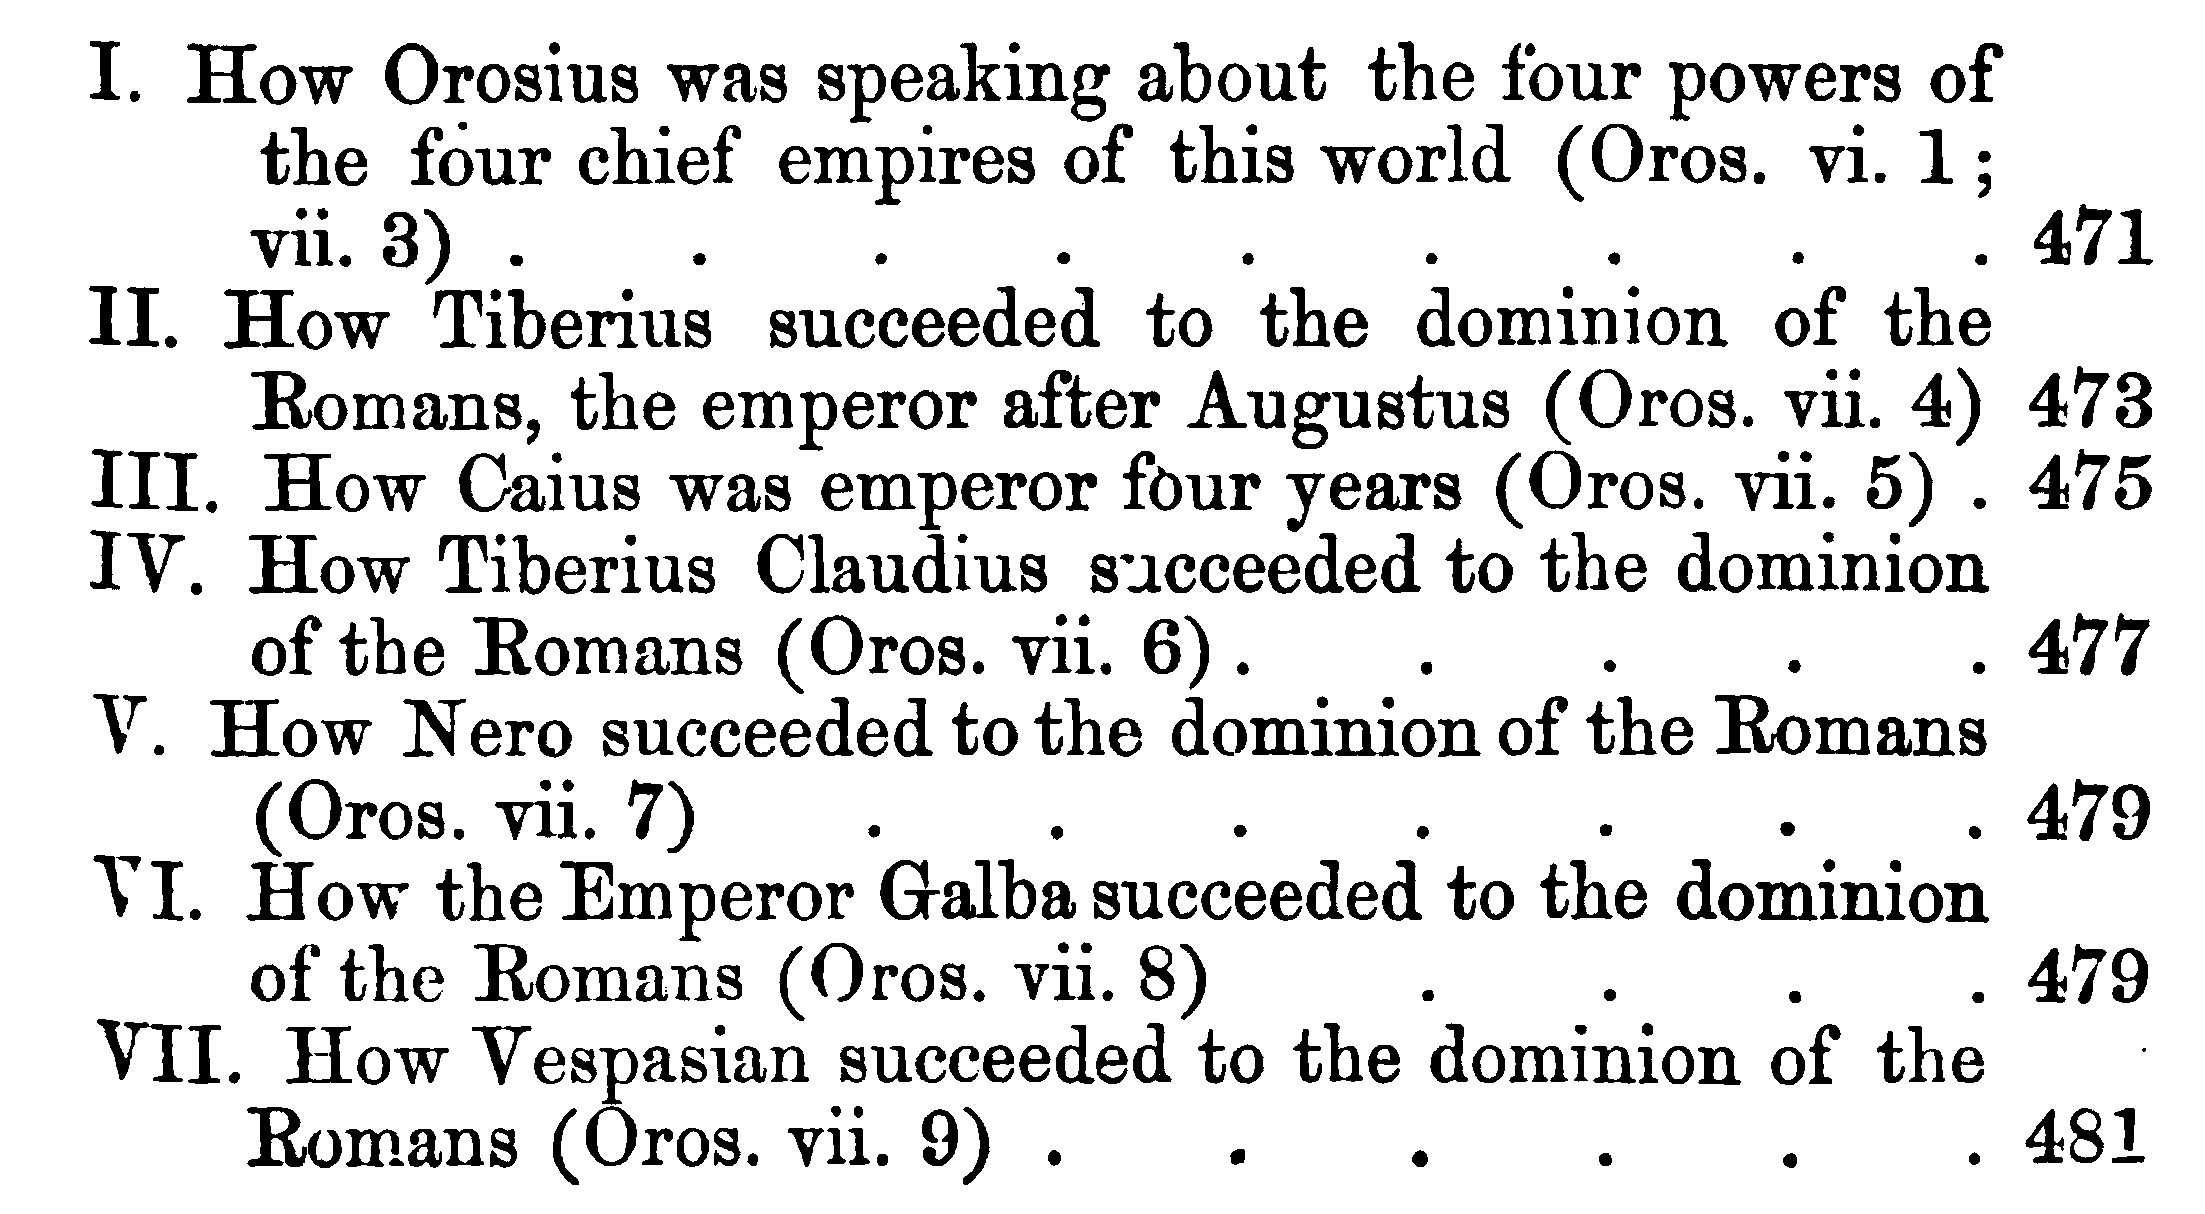 I. How Orosius was speaking about the four powers of
the four chief empires of this world (Oros. vi. 1;
vii. 3) . . . . . . . . . 471
II. How Tiberius succeeded to the dominion of the
Romans, the emperor after Augustus (Oros. vii. 4) 473
III. How Caius was emperor four years (Oros. vii. 5) . 475
IV. How Tiberius Claudius succeeded to the dominion
of the Romans (Oros. vii. 6) . . . . . 477
V. How Nero succeeded to the dominion of the Romans
(Oros. vii. 7) . . . . . . . 479
VI. How the Emperor Galba succeeded to the dominion
of the Romans (Oros. vii. 8) . . . . 479
VII. How Vespasian succeeded to the dominion of the
Romans (Oros. vii. 9) . . . . . . 481